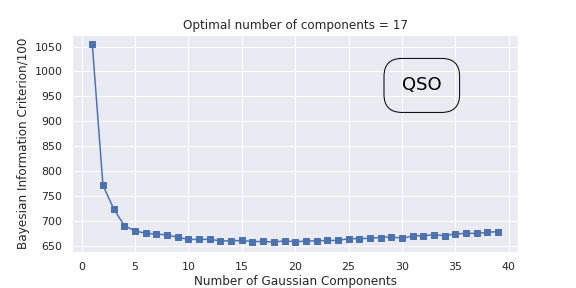 Optimal number of components = 17
Bayesian Information Criterion/100
1050
1000
950
900
850
800
750
700
650
QSO
0 5 10 15 20 25 30 35 40
Number of Gaussian Components